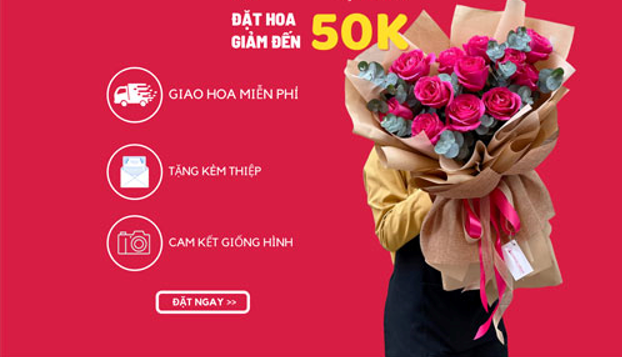 ĐẶT HOA
GIẢM ĐẾN 50K
GIAO HOA MIỄN PHÍ
TẶNG KÈM THIỆP
CAM KẾT GIỐNG HÌNH
ĐẶT NGAY >>